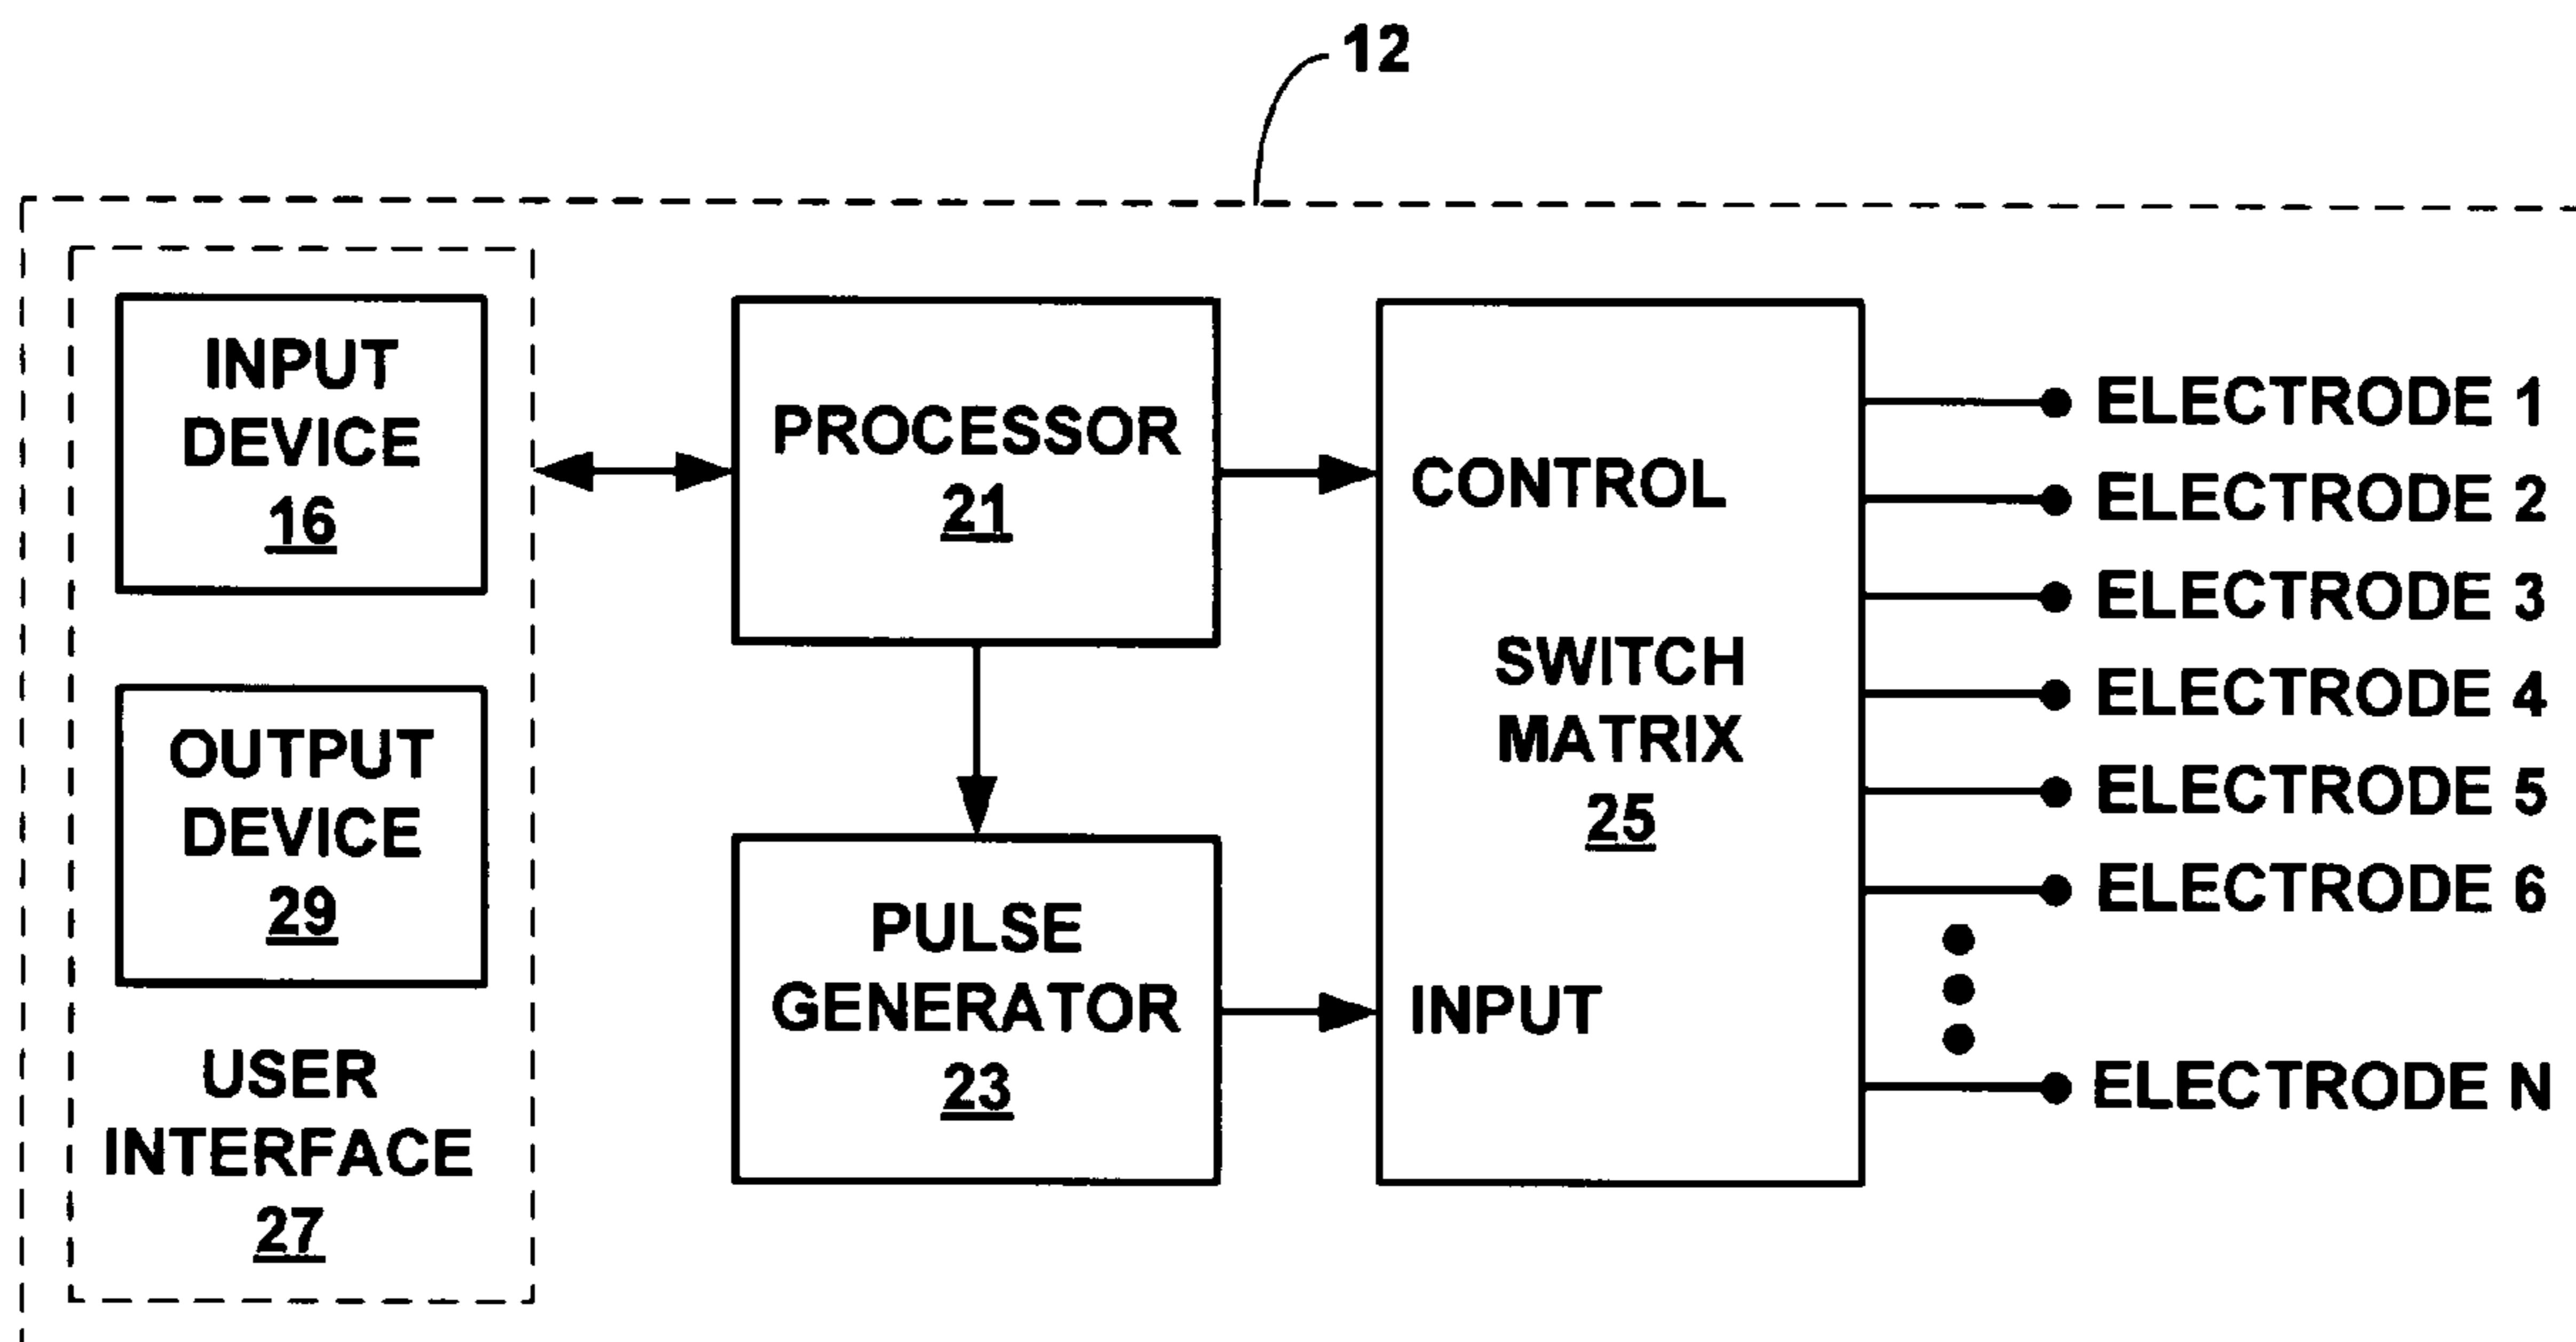 12
INPUT
DEVICE
16
OUTPUT
DEVICE
29
USER
INTERFACE
27
PROCESSOR
21
PULSE
GENERATOR
23
CONTROL
SWITCH
MATRIX
25
INPUT
ELECTRODE 1
ELECTRODE 2
ELECTRODE 3
ELECTRODE 4
ELECTRODE 5
ELECTRODE 6
ELECTRODE N